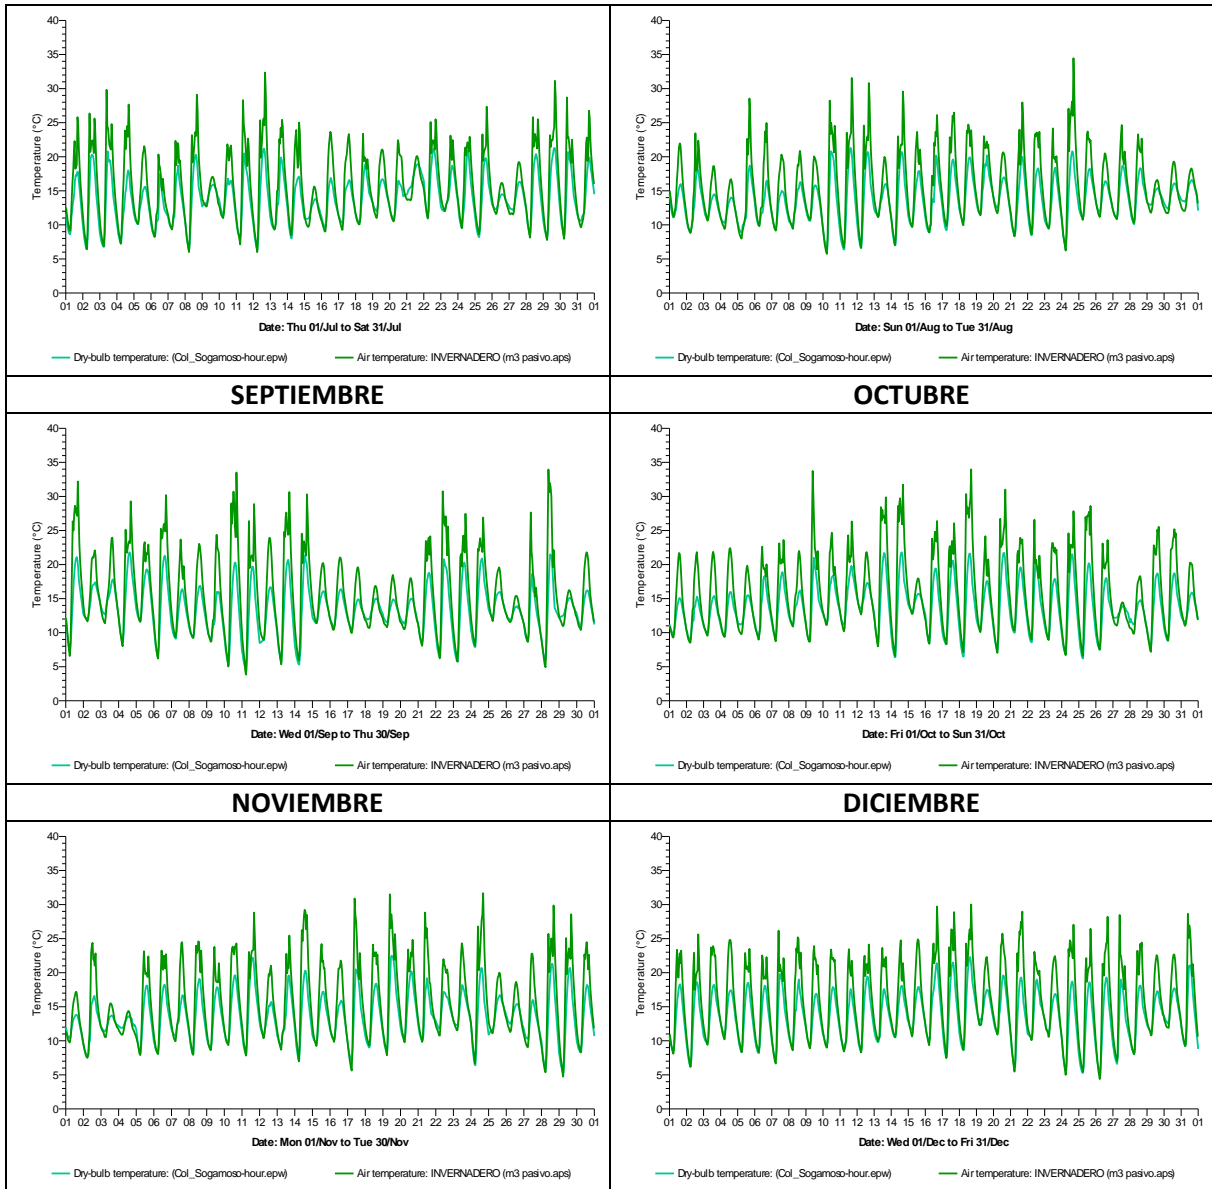 40
35
30
25
20
15
10
5
0
Temperature (°C)
01 02 03 04 05 06 07 08 09 10 11 12 13 14 15 16 17 18 19 20 21 22 23 24 25 26 27 28 29 30 31 01
Date: Thu 01/Jul to Sat 31/Jul
Dry-bulb temperature: (Col_Sogamoso-hour.epw) Air temperature: INVERNADERO (m3 pasivo.aps)
40
35
30
25
20
15
10
5
0
Temperature (°C)
01 02 03 04 05 06 07 08 09 10 11 12 13 14 15 16 17 18 19 20 21 22 23 24 25 26 27 28 29 30 31 01
Date: Sun 01/Aug to Tue 31/Aug
Dry-bulb temperature: (Col_Sogamoso-hour.epw) Air temperature: INVERNADERO (m3 pasivo.aps)
SEPTIEMBRE
40
35
30
25
20
15
10
5
0
Temperature (°C)
01 02 03 04 05 06 07 08 09 10 11 12 13 14 15 16 17 18 19 20 21 22 23 24 25 26 27 28 29 30 01
Date: Wed 01/Sep to Thu 30/Sep
Dry-bulb temperature: (Col_Sogamoso-hour.epw) Air temperature: INVERNADERO (m3 pasivo.aps)
OCTUBRE
40
35
30
25
20
15
10
5
0
Temperature (°C)
01 02 03 04 05 06 07 08 09 10 11 12 13 14 15 16 17 18 19 20 21 22 23 24 25 26 27 28 29 30 31 01
Date: Fri 01/Oct to Sun 31/Oct
Dry-bulb temperature: (Col_Sogamoso-hour.epw) Air temperature: INVERNADERO (m3 pasivo.aps)
NOVIEMBRE
40
35
30
25
20
15
10
5
0
Temperature (°C)
01 02 03 04 05 06 07 08 09 10 11 12 13 14 15 16 17 18 19 20 21 22 23 24 25 26 27 28 29 30 01
Date: Mon 01/Nov to Tue 30/Nov
Dry-bulb temperature: (Col_Sogamoso-hour.epw) Air temperature: INVERNADERO (m3 pasivo.aps)
DICIEMBRE
40
35
30
25
20
15
10
5
0
Temperature (°C)
01 02 03 04 05 06 07 08 09 10 11 12 13 14 15 16 17 18 19 20 21 22 23 24 25 26 27 28 29 30 31 01
Date: Wed 01/Dec to Fri 31/Dec
Dry-bulb temperature: (Col_Sogamoso-hour.epw) Air temperature: INVERNADERO (m3 pasivo.aps)